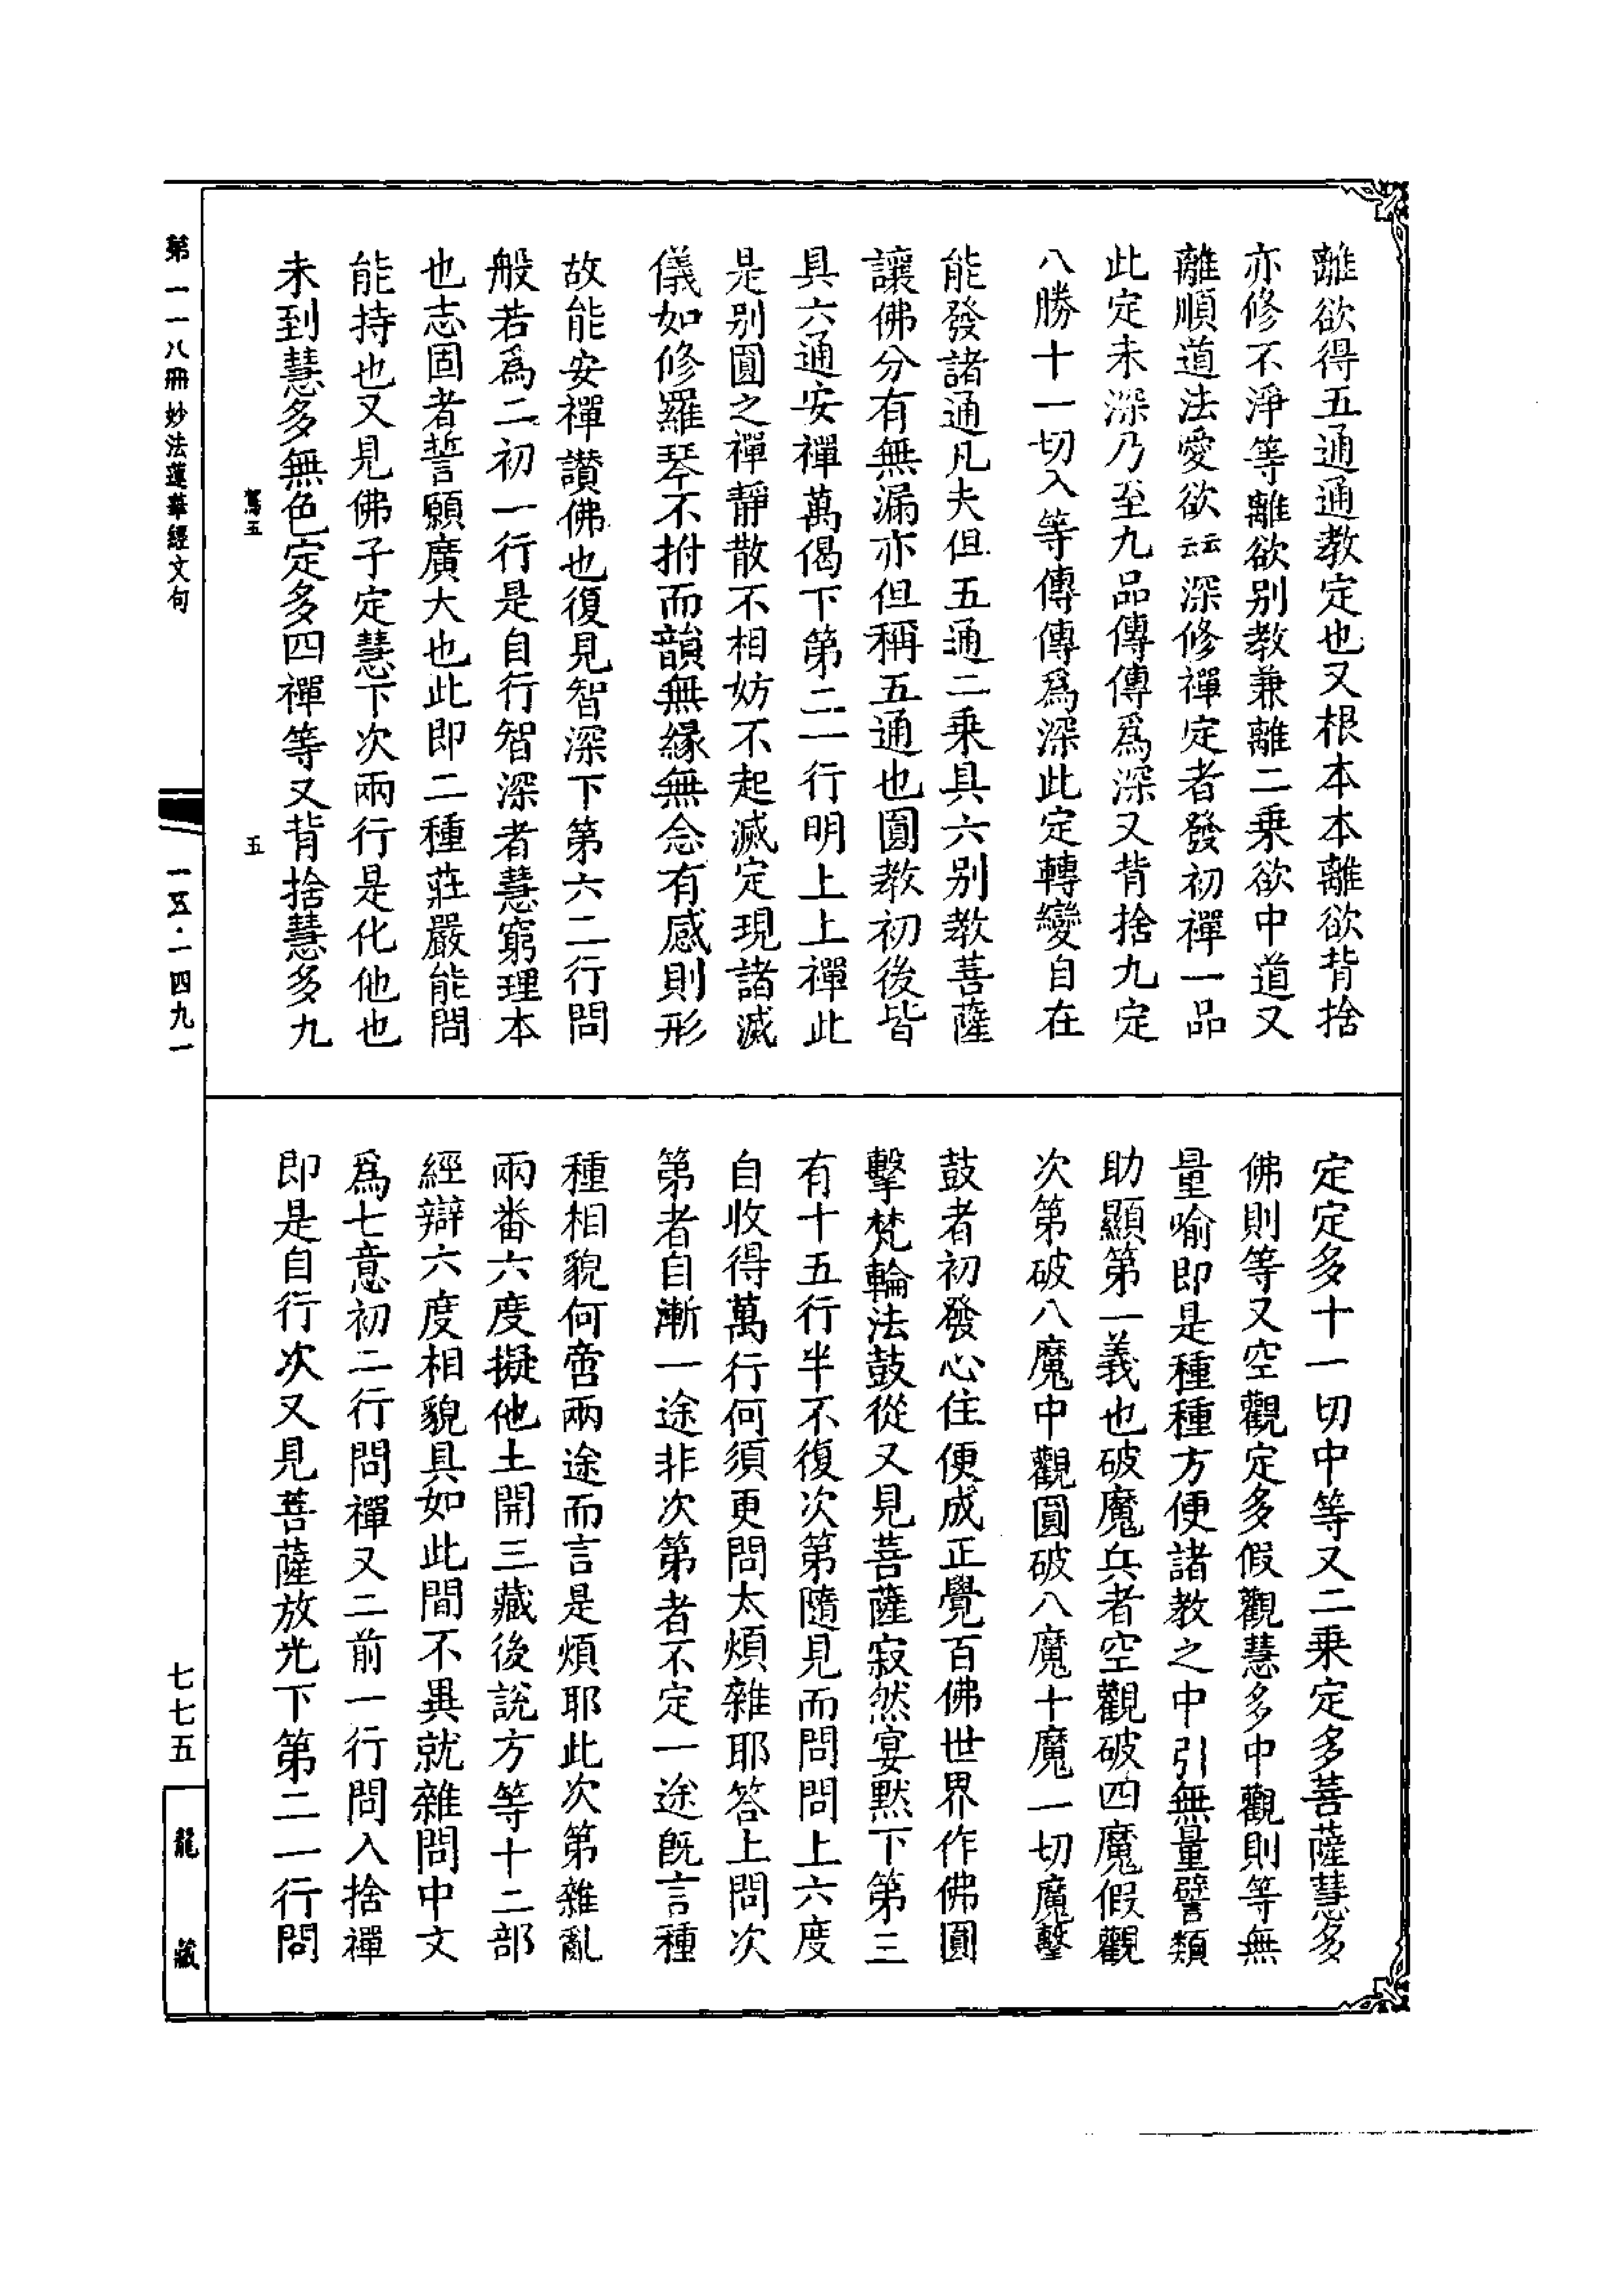 離欲得五通通教定也又根本本離欲背捨
亦修不淨等離欲别教兼離二乗欲中道又
離順道法愛欲云云深修禪定者發初禪一品
此定未深乃至九品傳傳爲深又背捨九定
八勝十一切入等傳傳爲深此定轉變自在
能發諸通凡夫但五通二乗具六别教菩薩
讓佛分有無漏亦但稱五通也圓教初後皆
具六通安禪萬偈下第二一行明上上禪此
是别圓之禪靜散不相妨不起滅定現諸滅
儀如修羅琴不拊而韻無縁無念有感則形
故能安禪讃佛也復見智深下第六二行問
般若爲二初一行是自行智深者慧窮理本
也志固者誓願廣大也此即二種莊嚴能問
能持也又見佛子定慧下次兩行是化他也
未到慧多無色定多四禪等又背捨慧多九
定定多十一切中等又二乗定多菩薩慧多
佛則等又空觀定多假觀慧多中觀則等無
量喻即是種種方便諸教之中引無量譬類
助顯第一義也破魔兵者空觀破四魔假觀
次第破八魔中觀圓破八魔十魔一切魔擊
鼓者初發心住便成正覺百佛世界作佛圓
擊梵輪法鼓從又見菩薩寂然宴黙下第三
有十五行半不復次第隨見而問問上六度
自收得萬行何須更問太煩雜耶答上問次
第者自漸一途非次第者不定一途既言種
種相貌何啻兩途而言是煩耶此次第雜亂
兩番六度擬他土開三藏後說方等十二部
經辯六度相貌具如此間不異就雜問中文
爲七意初二行問禪又二前一行問入捨禪
即是自行次又見菩薩放光下第二一行問
駕五
五
第一一八冊 妙法蓮華經文句
一五·一四九一
七七五
龍藏